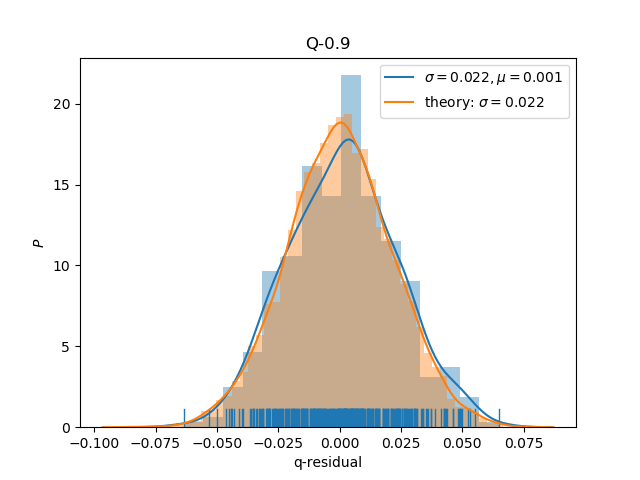 Q-0.9
σ = 0.022, μ = 0.001
theory: σ = 0.022
P
20
15
10
5
0
−0.100 −0.075 −0.050 −0.025 0.000 0.025 0.050 0.075
q-residual